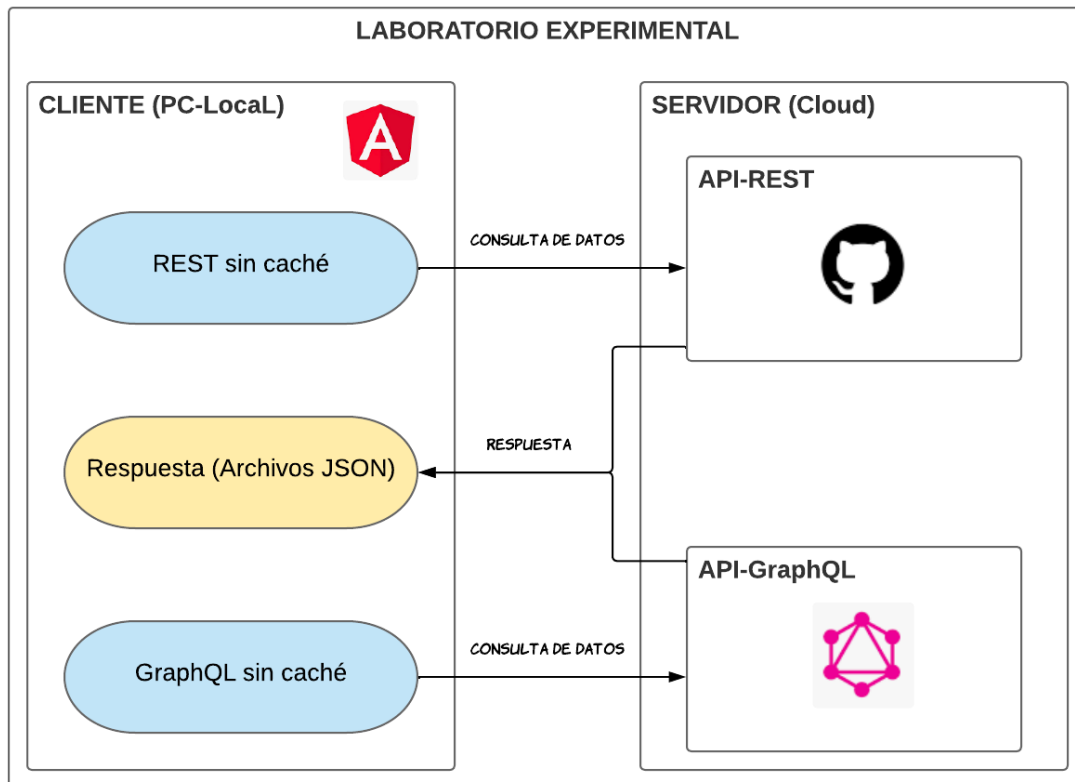 LABORATORIO EXPERIMENTAL
CLIENTE (PC-LocaL)
SERVIDOR (Cloud)
API-REST
CONSULTA DE DATOS
REST sin caché
RESPUESTA
Respuesta (Archivos JSON)
API-GraphQL
CONSULTA DE DATOS
GraphQL sin caché